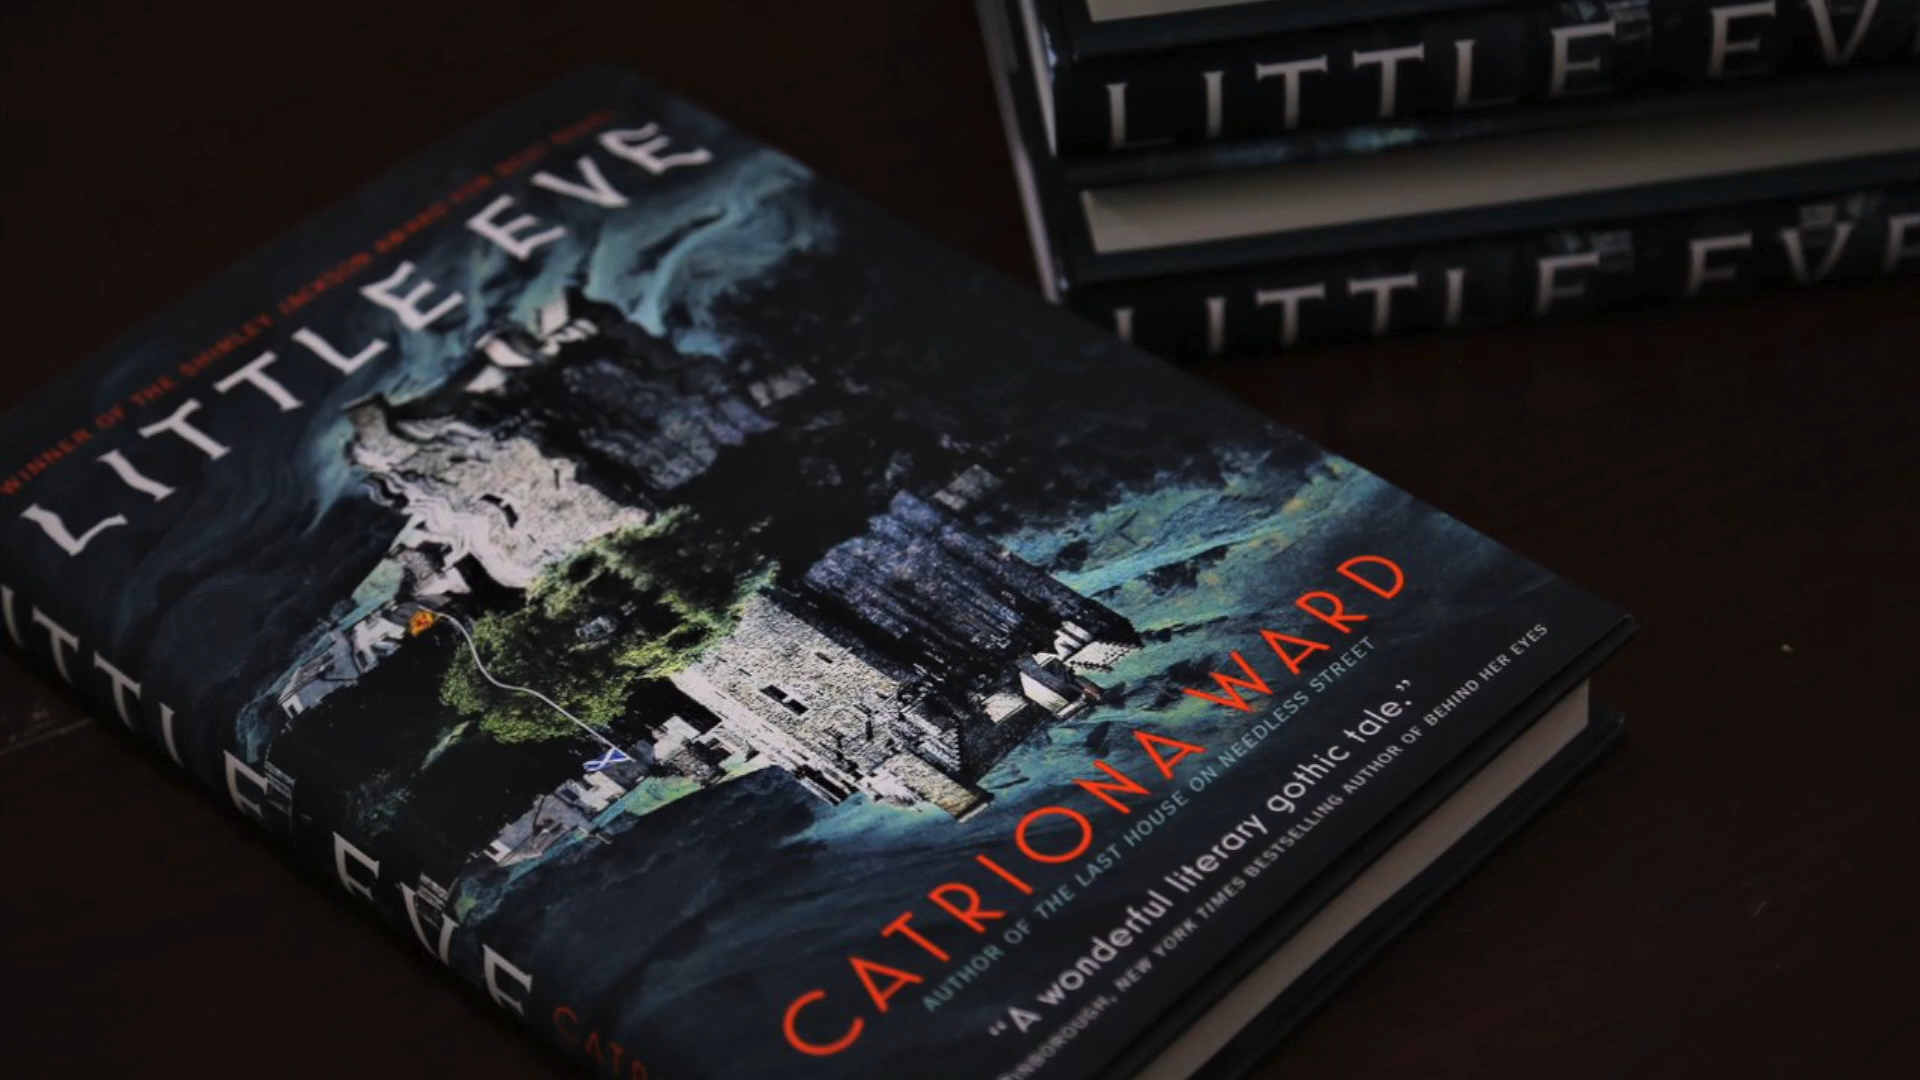 WINNER OF THE SHIRLEY JACKSON AWARD FOR BEST NOVEL
LITTLE EVE
CATRIONA WARD
AUTHOR OF THE LAST HOUSE ON NEEDLESS STREET
“A wonderful literary gothic tale.”
NEW YORK TIMES BESTSELLING AUTHOR OF BEHIND HER EYES
LITTLE EVE
LITTLE EV
LITTLE EVE